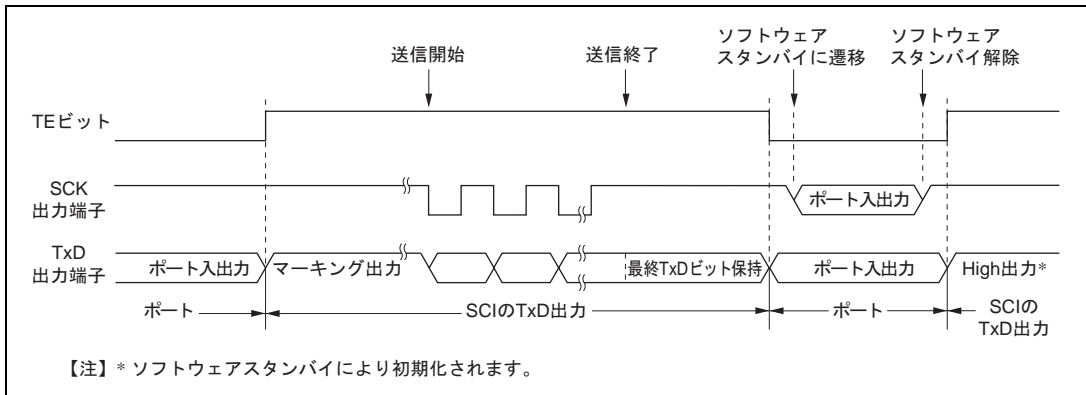 送信開始
送信終了
ソフトウェア
スタンバイに遷移
ソフトウェア
スタンバイ解除
TEビット
SCK
出力端子
ポート入出力
TxD
出力端子
ポート入出力
マーキング出力
最終TxDビット保持
ポート入出力
High出力*
ポート
SCIのTxD出力
ポート
SCIの
TxD出力
【注】* ソフトウェアスタンバイにより初期化されます。